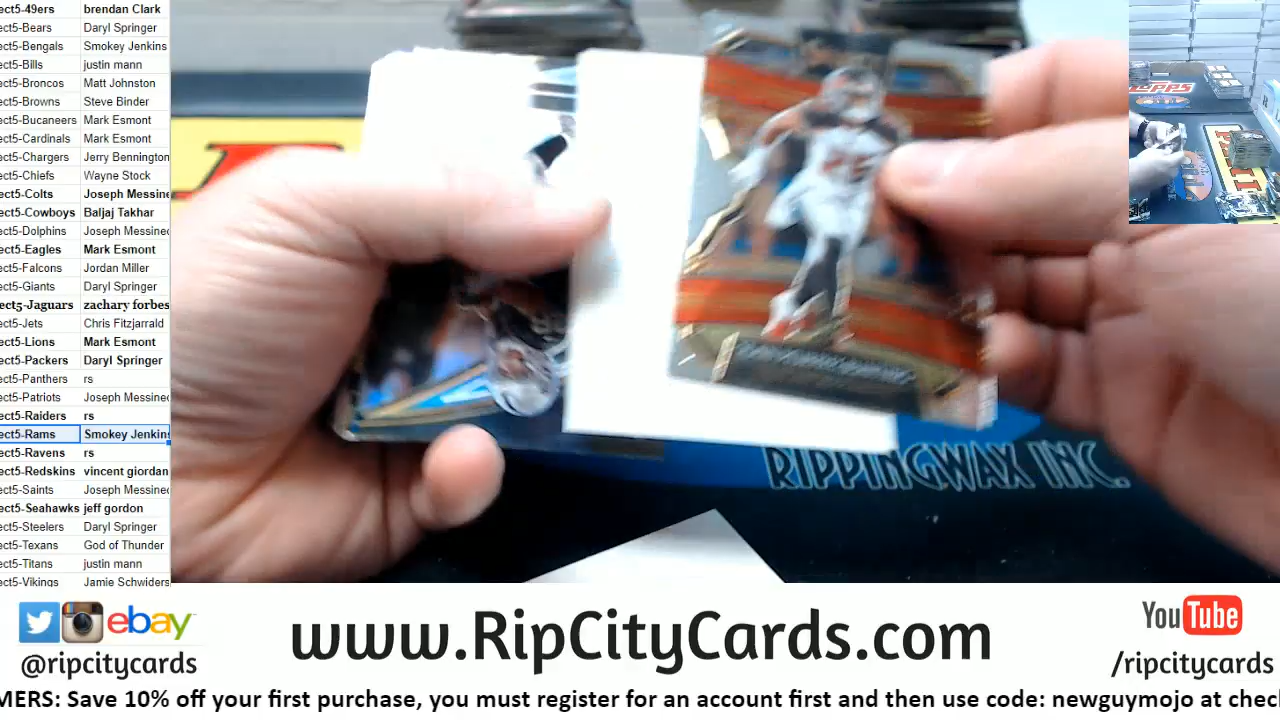 ect5-49ers brendan Clark
ect5-Bears Daryl Springer
ect5-Bengals Smokey Jenkins
ect5-Bills justin mann
ect5-Broncos Matt Johnston
ect5-Browns Steve Binder
ect5-Bucaneers Mark Esmont
ect5-Cardinals Mark Esmont
ect5-Chargers Jerry Bennington
ect5-Chiefs Wayne Stock
ect5-Colts Joseph Messine
ect5-Cowboys Baljaj Takhar
ect5-Dolphins Joseph Messinec
ect5-Eagles Mark Esmont
ect5-Falcons Jordan Miller
ect5-Giants Daryl Springer
ect5-Jaguars zachary forbes
ect5-Jets Chris Fitzjarrald
ect5-Lions Mark Esmont
ect5-Packers Daryl Springer
ect5-Panthers rs
ect5-Patriots Joseph Messinec
ect5-Raiders rs
ect5-Rams Smokey Jenkins
ect5-Ravens rs
ect5-Redskins vincent giordan
ect5-Saints Joseph Messinec
ect5-Seahawks jeff gordon
ect5-Steelers Daryl Springer
ect5-Texans God of Thunder
ect5-Titans justin mann
ect5-Vikings Jamie Schwiders
RIPPINGWAX INC.
ebay
@ripcitycards
www.RipCityCards.com
YouTube
/ripcitycards
MERS: Save 10% off your first purchase, you must register for an account first and then use code: newguymojo at chec